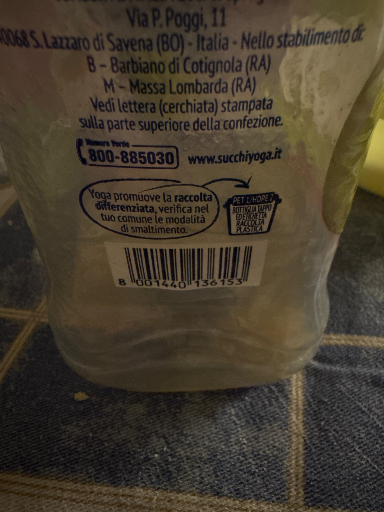 Via P. Poggi, 11
40068 S. Lazzaro di Savena (BO) - Italia - Nello stabilimento di:
B - Barbiano di Cotignola (RA)
M - Massa Lombarda (RA)
Vedi lettera (cerchiata) stampata
sulla parte superiore della confezione.
Numero Verde
800-885030
www.succhiyoga.it
Yoga promuove la raccolta
differenziata, verifica nel
tuo comune le modalità
di smaltimento.
BOTTIGLIA, TAPPO
ED ETICHETTA
RACCOLTA
PLASTICA
8 001440 136153